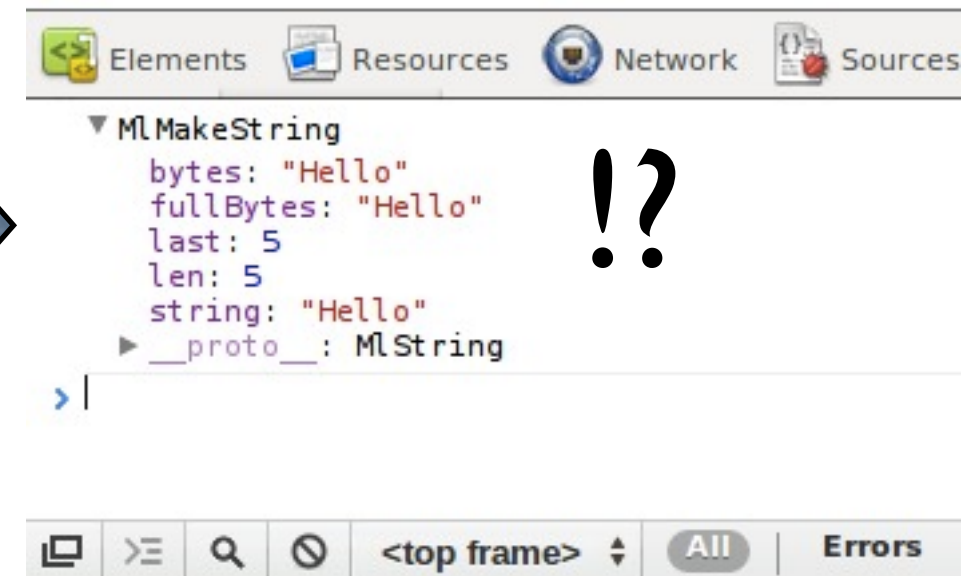 Elements Resources Network Sources
▼ MlMakeString
bytes: "Hello"
fullBytes: "Hello"
last: 5
len: 5
string: "Hello"
▶ __proto__: MlString
>
!?
<top frame> All Errors